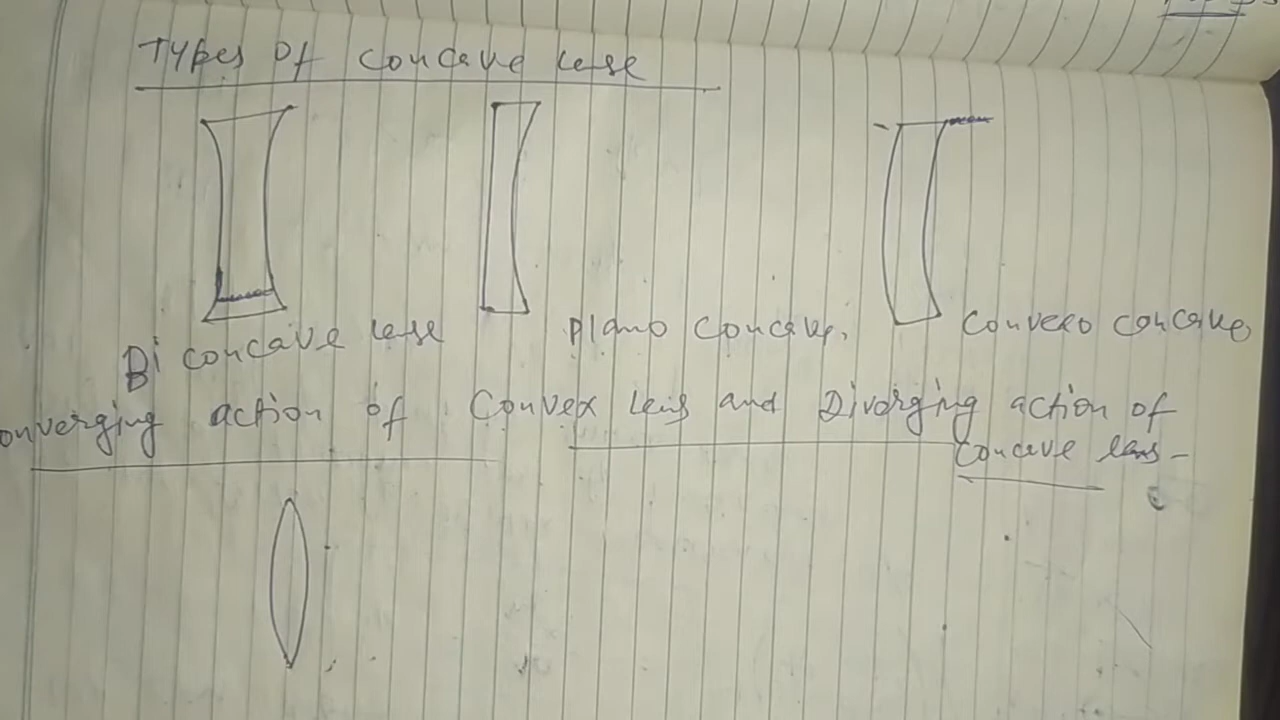 Types of concave lense
Bi concave lense
plano concave.
Convexo concave,
onverging action of Convex lens and Diverging action of
Concave lens-